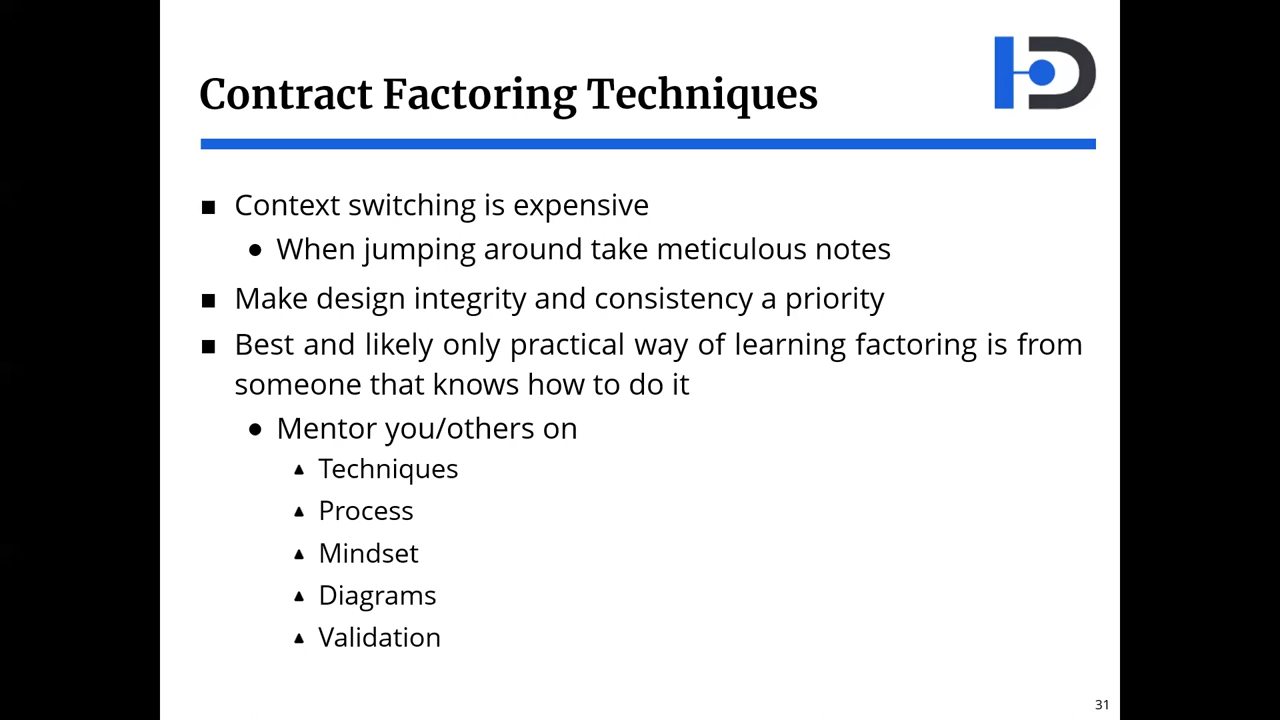 Contract Factoring Techniques
Context switching is expensive
When jumping around take meticulous notes
Make design integrity and consistency a priority
Best and likely only practical way of learning factoring is from
someone that knows how to do it
Mentor you/others on
Techniques
Process
Mindset
Diagrams
Validation
31